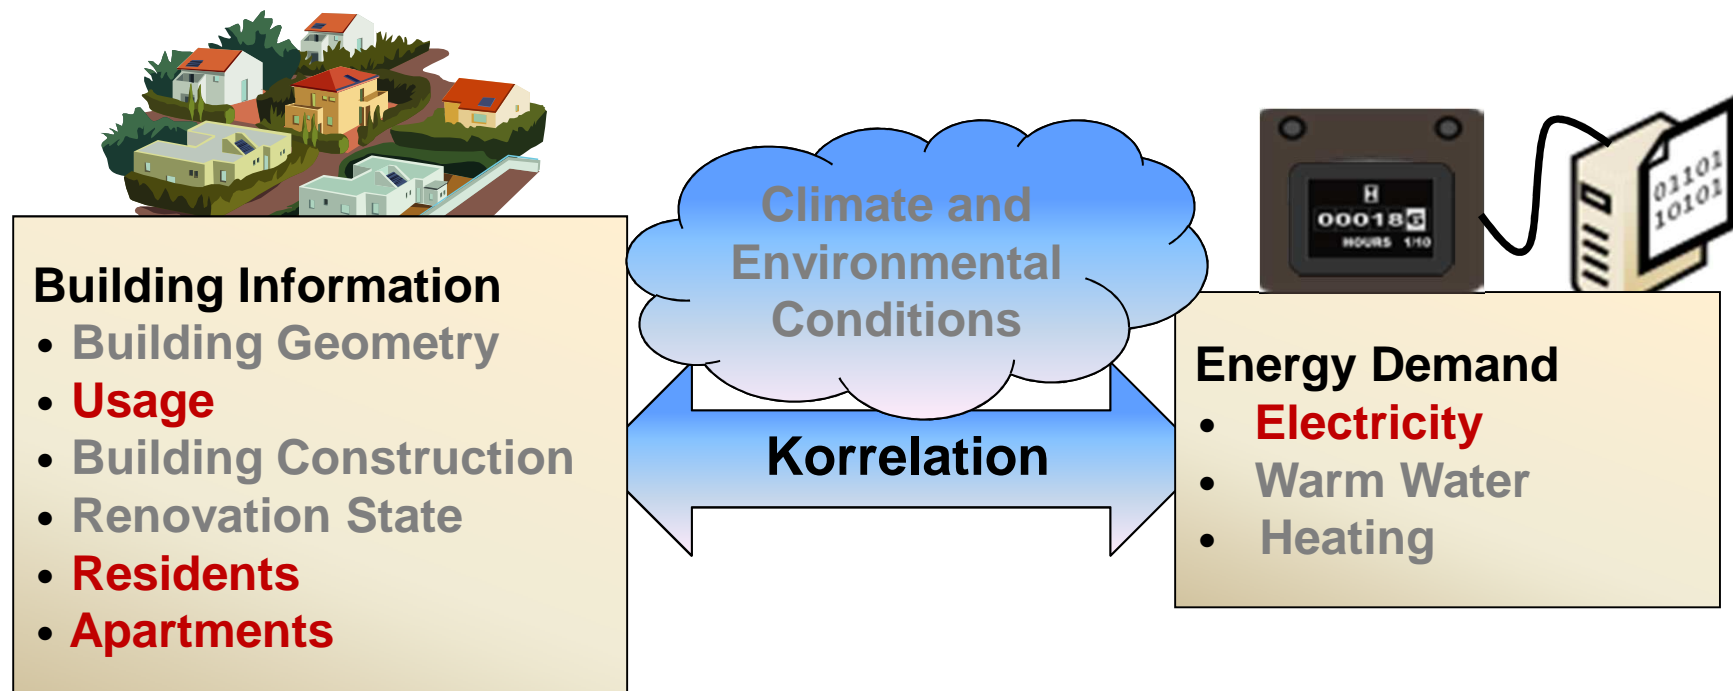 Building Information
• Building Geometry
• Usage
• Building Construction
• Renovation State
• Residents
• Apartments
Climate and
Environmental
Conditions
Korrelation
H
00018
HOURS 1/10
01101
10101
Energy Demand
• Electricity
• Warm Water
• Heating